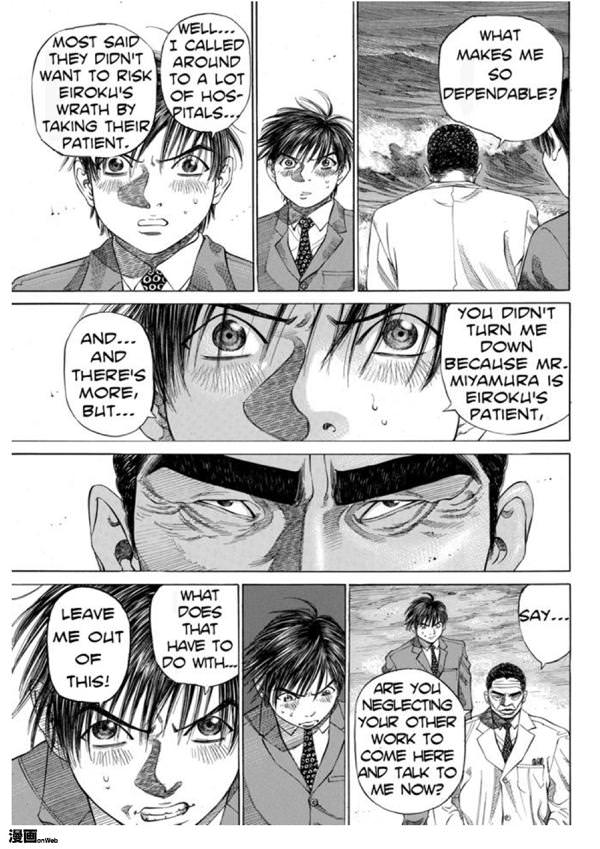 WHAT
MAKES ME
SO
DEPENDABLE?
WELL...
I CALLED
AROUND
TO A LOT
OF HOS-
PITALS...
MOST SAID
THEY DIDN'T
WANT TO RISK
EIROKU'S
WRATH BY
TAKING THEIR
PATIENT.
YOU DIDN'T
TURN ME
DOWN
BECAUSE MR.
MIYAMURA IS
EIROKU'S
PATIENT,
AND...
AND
THERE'S
MORE,
BUT...
SAY...
ARE YOU
NEGLECTING
YOUR OTHER
WORK TO
COME HERE
AND TALK TO
ME NOW?
WHAT
DOES
THAT
HAVE TO
DO WITH...
LEAVE
ME OUT
OF
THIS!
漫画onWeb